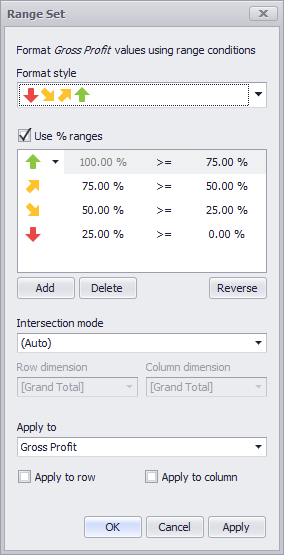 Range Set
Format Gross Profit values using range conditions
Format style
Use % ranges
100.00 % >= 75.00 %
75.00 % >= 50.00 %
50.00 % >= 25.00 %
25.00 % >= 0.00 %
Add Delete Reverse
Intersection mode
(Auto)
Row dimension Column dimension
[Grand Total] [Grand Total]
Apply to
Gross Profit
Apply to row Apply to column
OK Cancel Apply